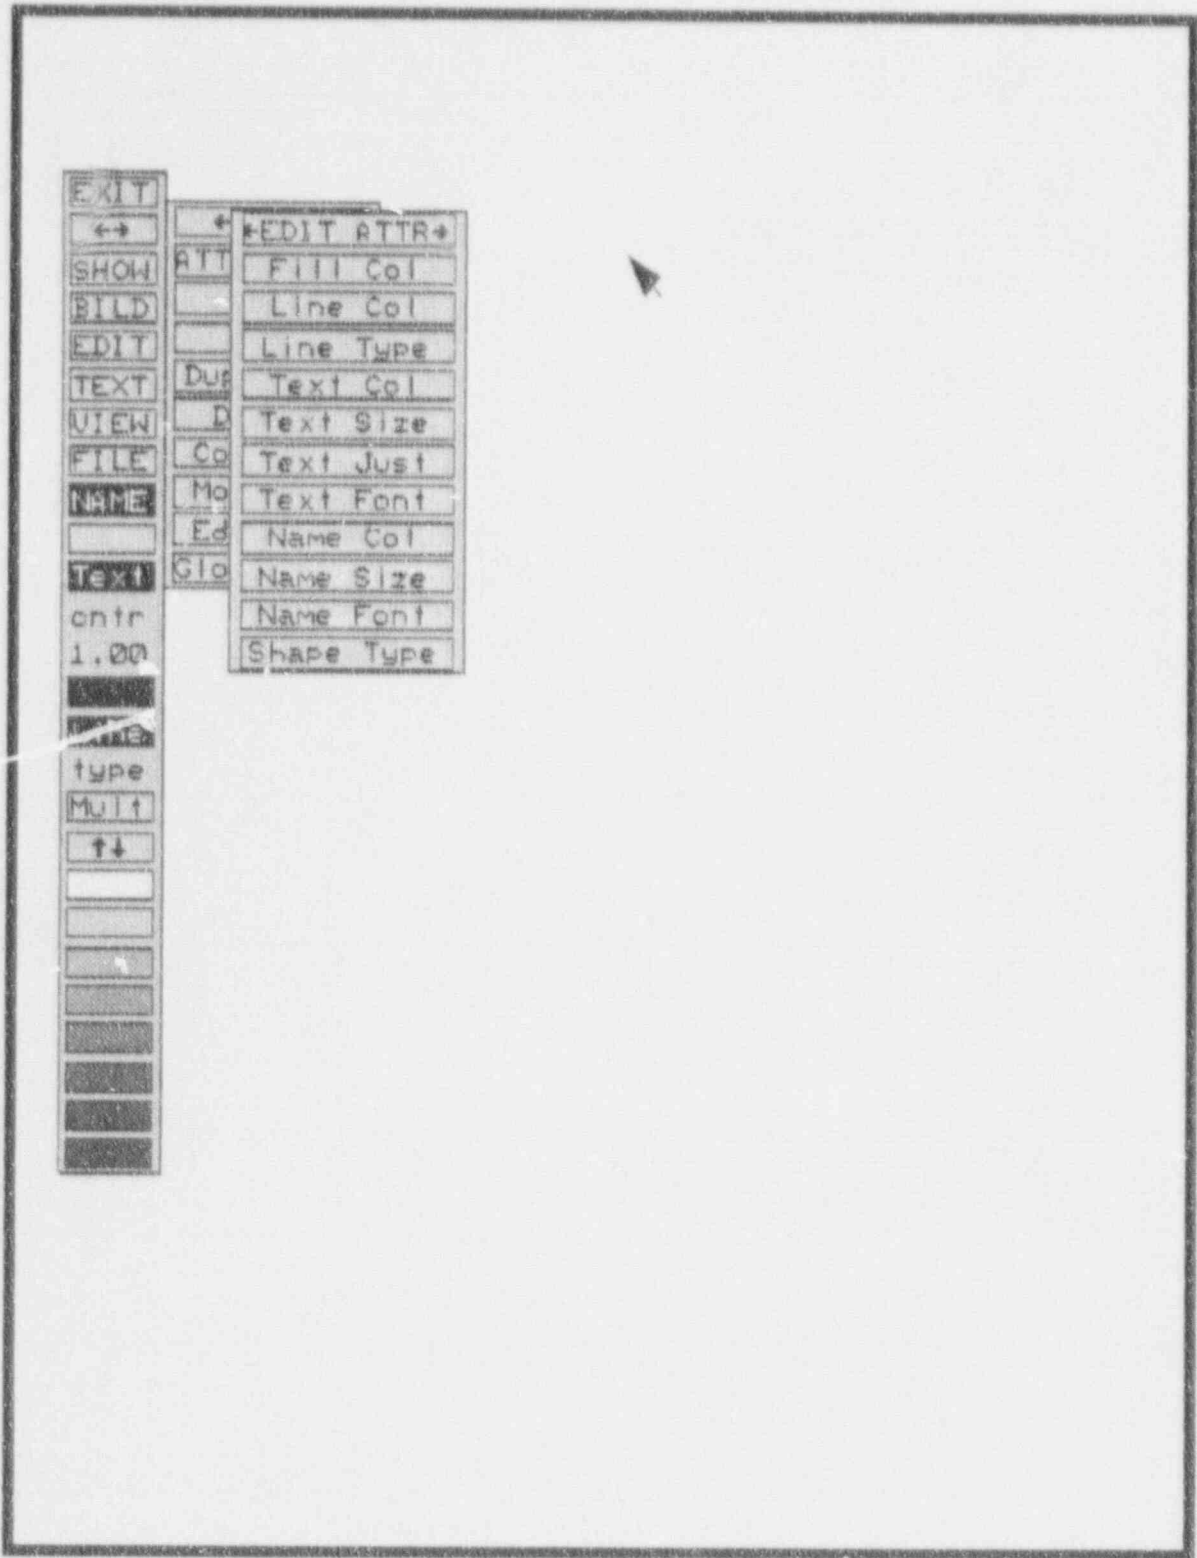 EXIT
↔
SHOW
BILD
EDIT
TEXT
VIEW
FILE
NAME
Text
cntr
1.00
type
Mult
↑↓
←
ATT
Dup
D
Co
Mo
Ed
Glo
←EDIT ATTR→
Fill Col
Line Col
Line Type
Text Col
Text Size
Text Just
Text Font
Name Col
Name Size
Name Font
Shape Type